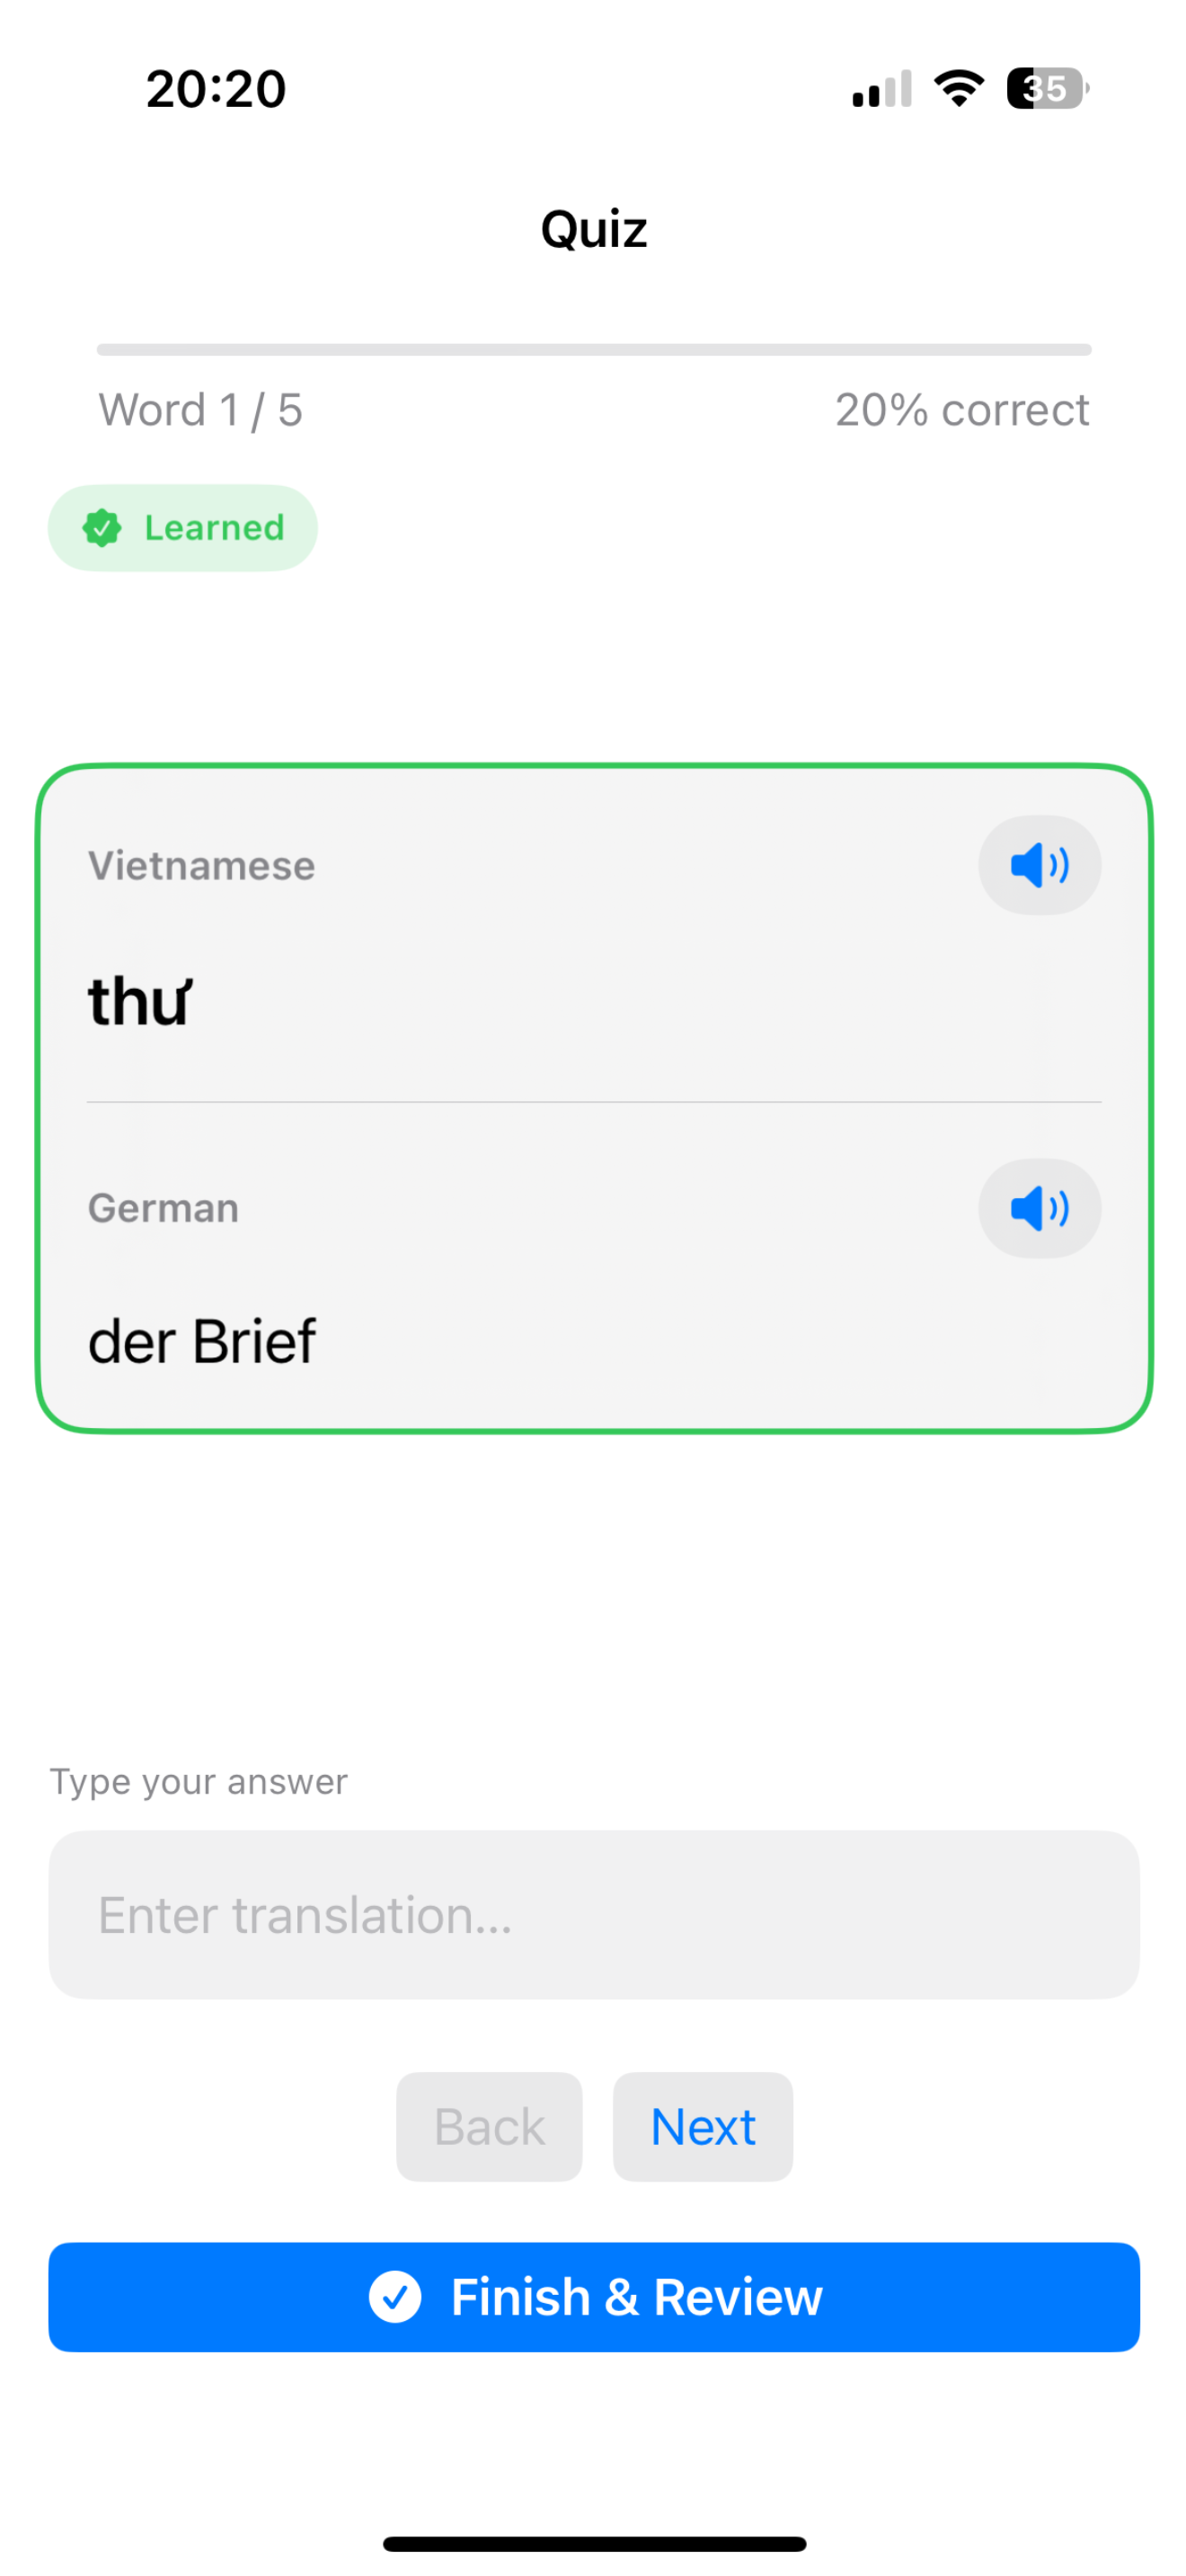 20:20
35
Quiz
Word 1 / 5
20% correct
Learned
Vietnamese
thư
German
der Brief
Type your answer
Enter translation...
Back
Next
Finish & Review